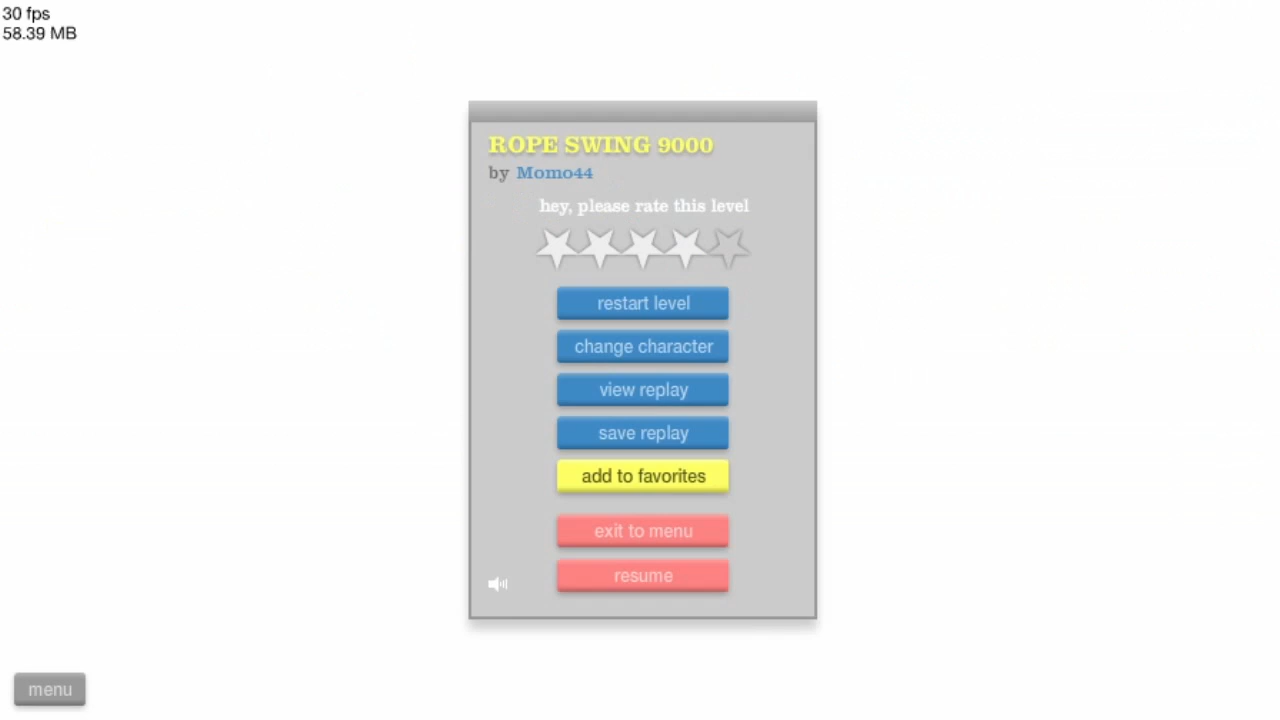 30 fps
58.39 MB
ROPE SWING 9000
by Momo44
hey, please rate this level
restart level
change character
view replay
save replay
add to favorites
exit to menu
resume
menu